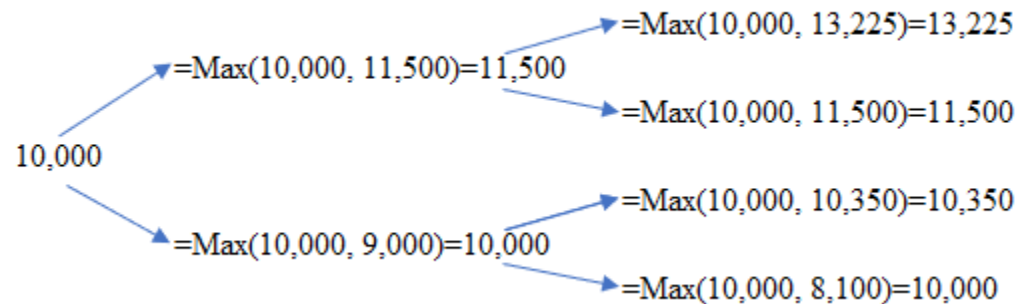 =Max(10,000, 13,225)=13,225
=Max(10,000, 11,500)=11,500
=Max(10,000, 11,500)=11,500
10,000
=Max(10,000, 10,350)=10,350
=Max(10,000, 9,000)=10,000
=Max(10,000, 8,100)=10,000